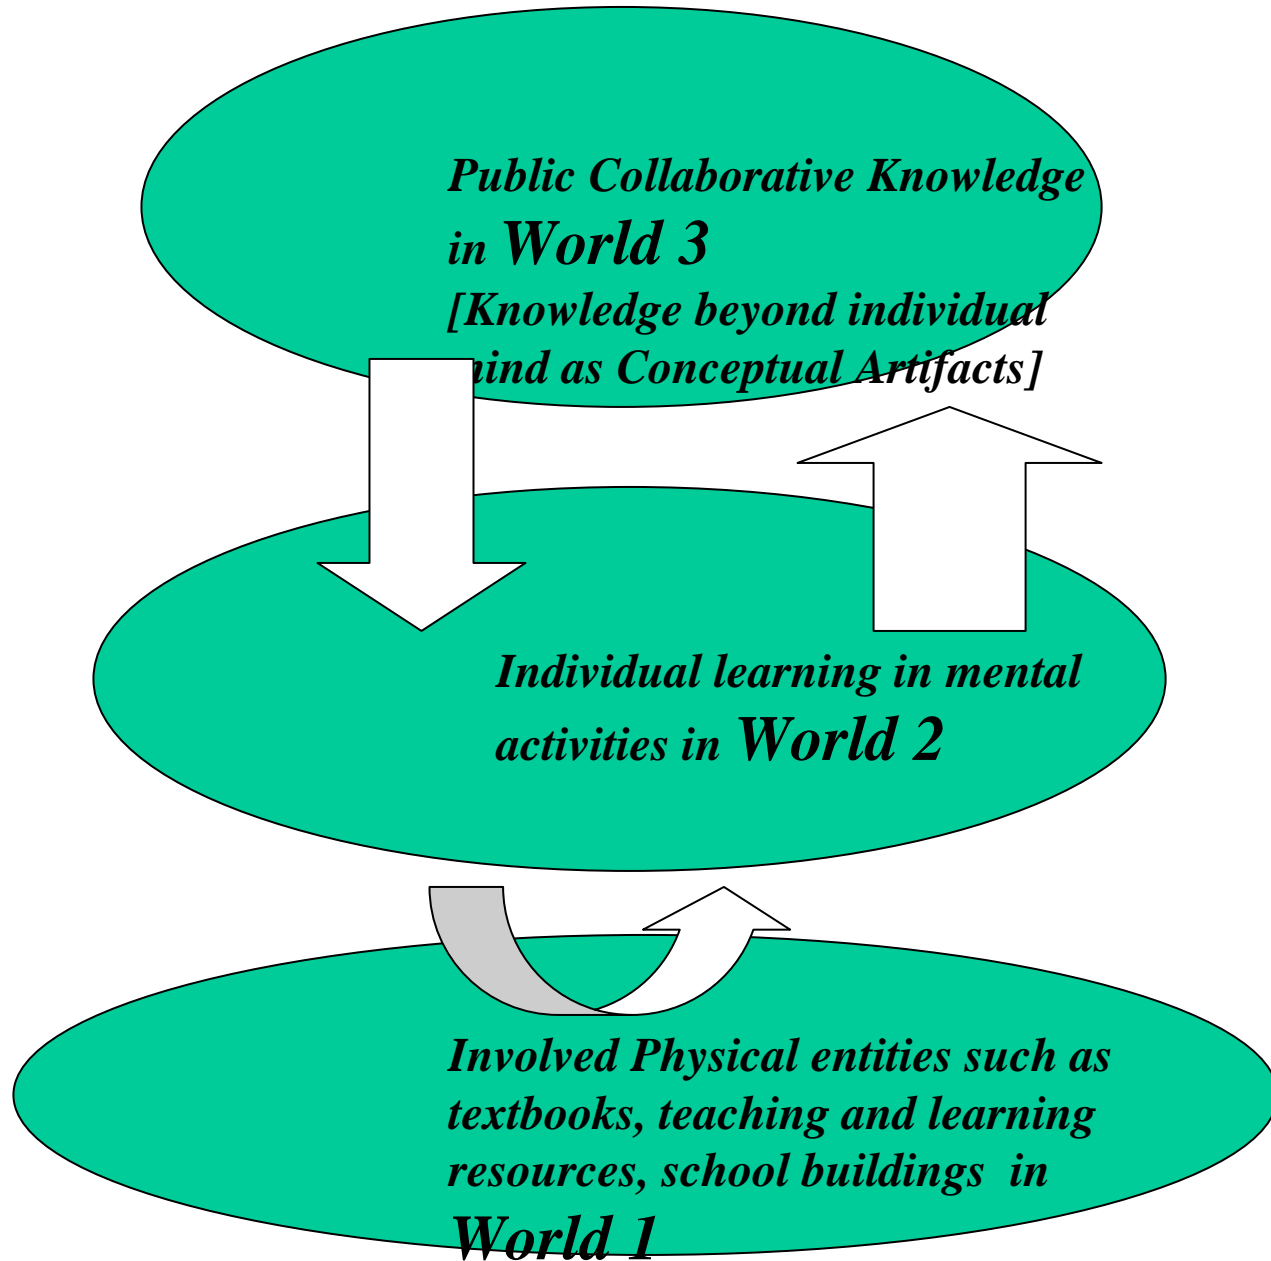 Public Collaborative Knowledge
in World 3
[Knowledge beyond individual
mind as Conceptual Artifacts]
Individual learning in mental
activities in World 2
Involved Physical entities such as
textbooks, teaching and learning
resources, school buildings in
World 1